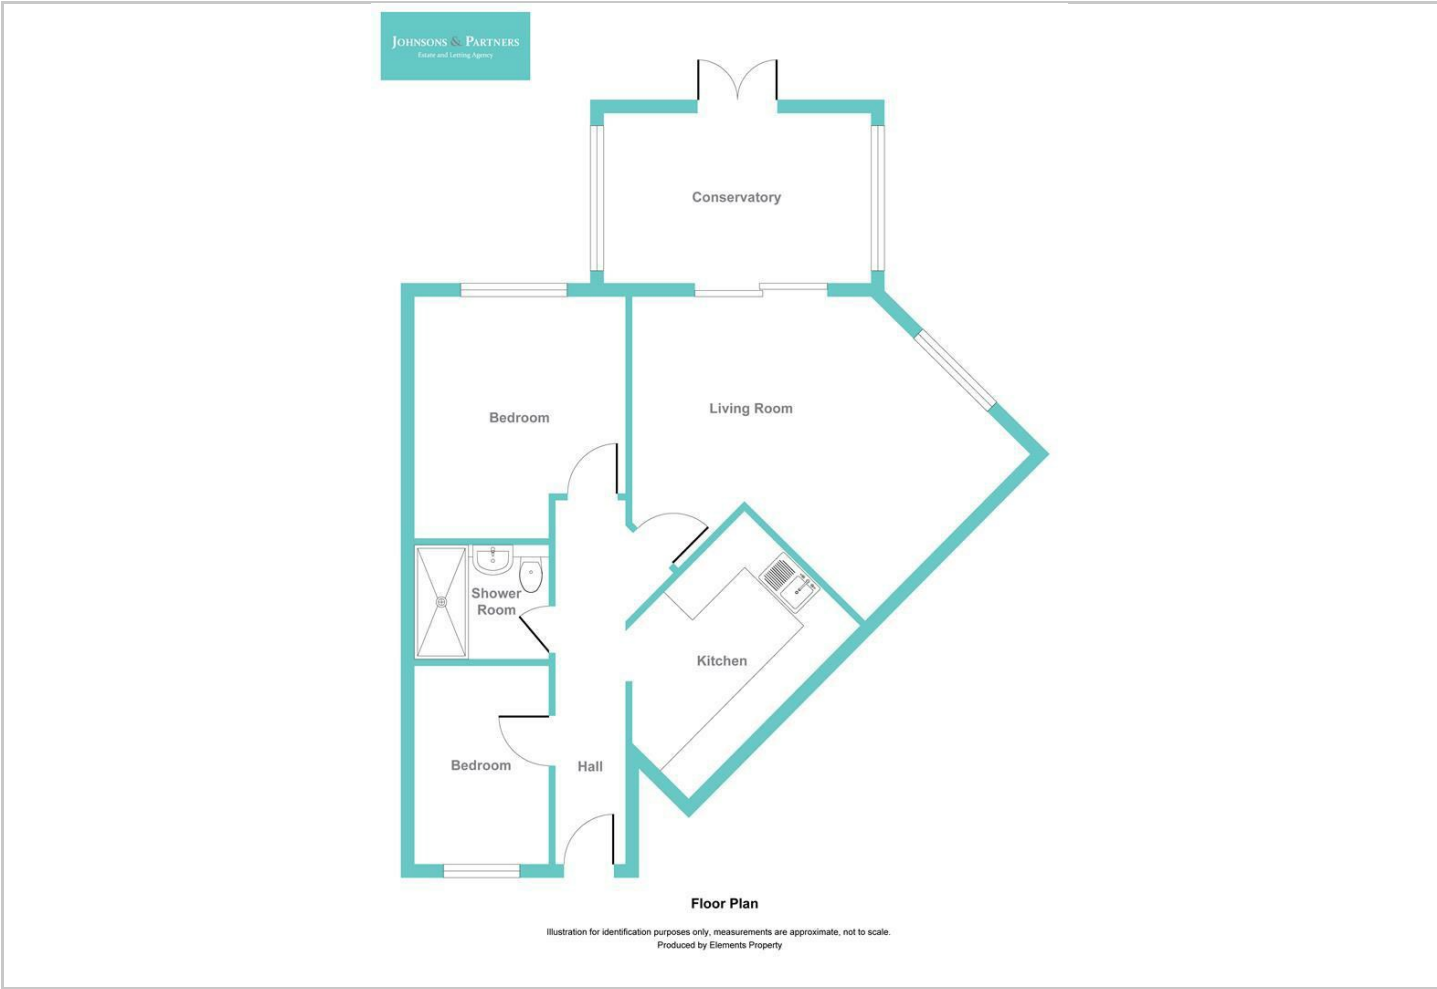 JOHNSONS & PARTNERS
Estate and Letting Agency
Conservatory
Bedroom
Living Room
Shower
Room
Kitchen
Bedroom
Hall
Floor Plan
Illustration for identification purposes only, measurements are approximate, not to scale.
Produced by Elements Property